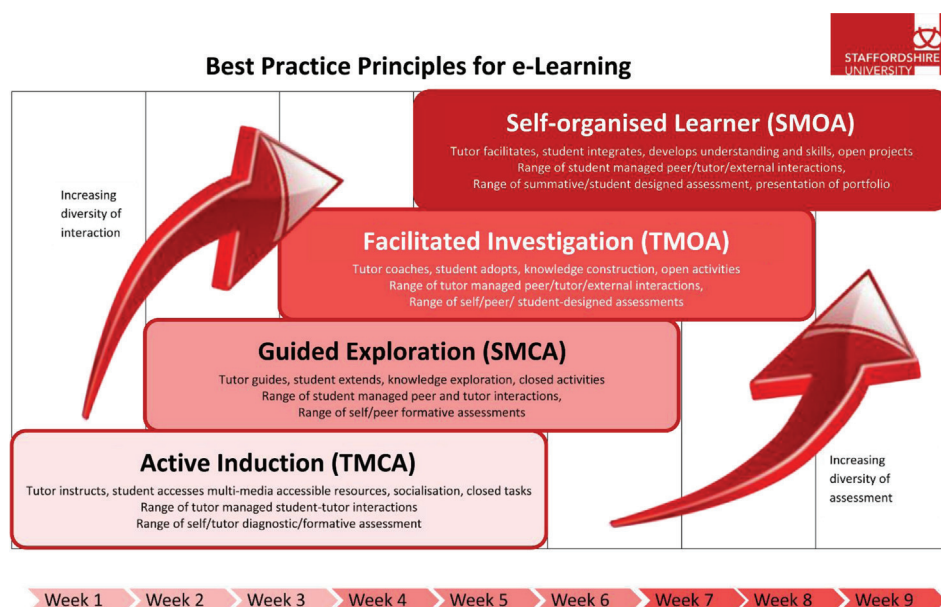 STAFFORDSHIRE
UNIVERSITY
Best Practice Principles for e-Learning
Self-organised Learner (SMOA)
Tutor facilitates, student integrates, develops understanding and skills, open projects
Range of student managed peer/tutor/external interactions,
Range of summative/student designed assessment, presentation of portfolio
Increasing
diversity of
interaction
Facilitated Investigation (TMOA)
Tutor coaches, student adopts, knowledge construction, open activities
Range of tutor managed peer/tutor/external interactions,
Range of self/peer/ student-designed assessments
Guided Exploration (SMCA)
Tutor guides, student extends, knowledge exploration, closed activities
Range of student managed peer and tutor interactions,
Range of self/peer formative assessments
Active Induction (TMCA)
Tutor instructs, student accesses multi-media accessible resources, socialisation, closed tasks
Range of tutor managed student-tutor interactions
Range of self/tutor diagnostic/formative assessment
Increasing
diversity of
assessment
Week 1 Week 2 Week 3 Week 4 Week 5 Week 6 Week 7 Week 8 Week 9